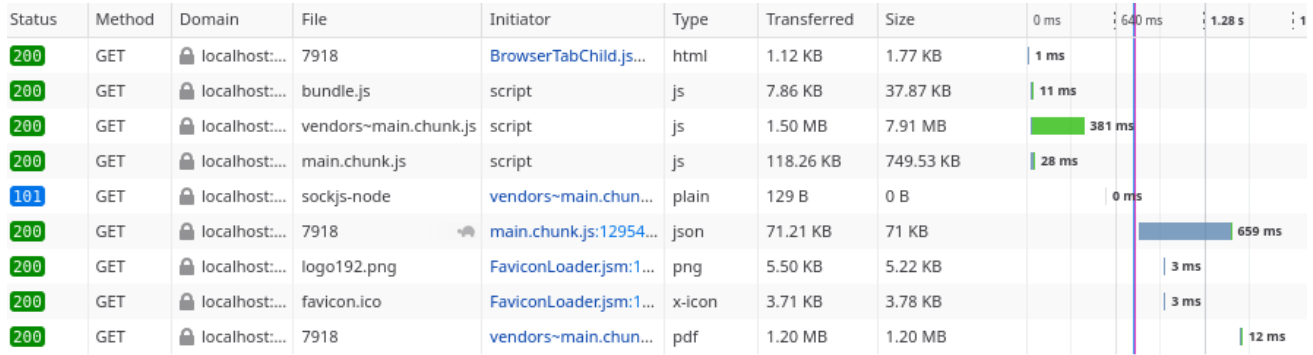 Status Method Domain File Initiator Type Transferred Size 0 ms 640 ms 1.28 s 1
200 GET localhost:... 7918 BrowserTabChild.js... html 1.12 KB 1.77 KB 1 ms
200 GET localhost:... bundle.js script js 7.86 KB 37.87 KB 11 ms
200 GET localhost:... vendors~main.chunk.js script js 1.50 MB 7.91 MB 381 ms
200 GET localhost:... main.chunk.js script js 118.26 KB 749.53 KB 28 ms
101 GET localhost:... sockjs-node vendors~main.chun... plain 129 B 0 B 0 ms
200 GET localhost:... 7918 main.chunk.js:12954... json 71.21 KB 71 KB 659 ms
200 GET localhost:... logo192.png FaviconLoader.jsm:1... png 5.50 KB 5.22 KB 3 ms
200 GET localhost:... favicon.ico FaviconLoader.jsm:1... x-icon 3.71 KB 3.78 KB 3 ms
200 GET localhost:... 7918 vendors~main.chun... pdf 1.20 MB 1.20 MB 12 ms